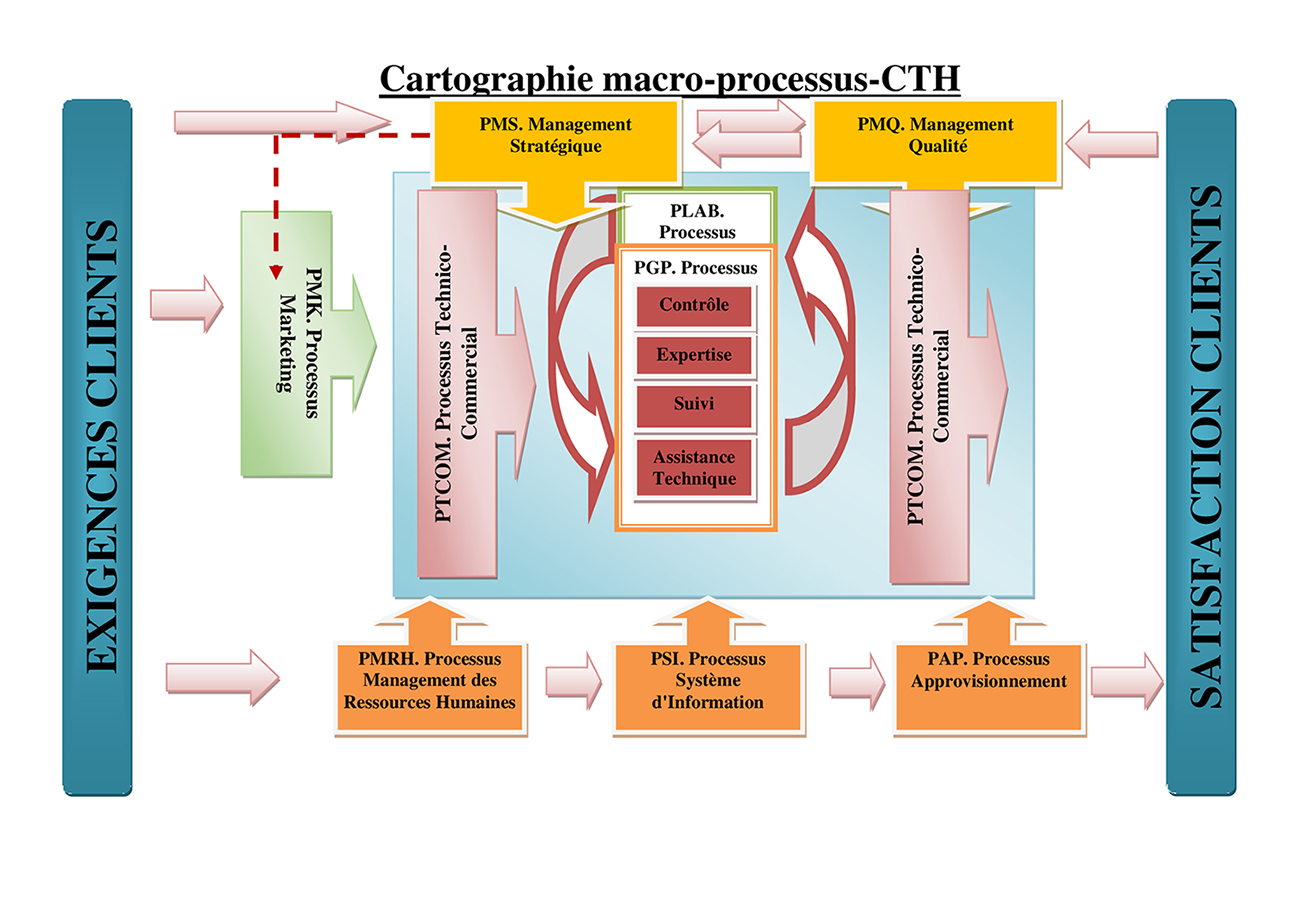 Cartographie macro-processus-CTH
EXIGENCES CLIENTS
PMS. Management
Stratégique
PMQ. Management
Qualité
PMK. Processus
Marketing
PTCOM. Processus Technico-
Commercial
PLAB.
Processus
PGP. Processus
Contrôle
Expertise
Suivi
Assistance
Technique
PTCOM. Processus Technico-
Commercial
PMRH. Processus
Management des
Ressources Humaines
PSI. Processus
Système
d'Information
PAP. Processus
Approvisionnement
SATISFACTION CLIENTS